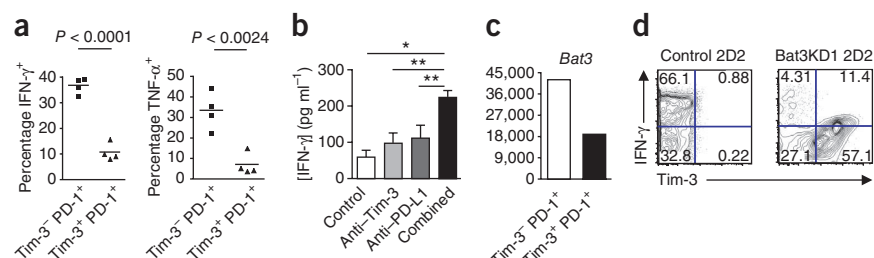 a
P < 0.0001
Percentage IFN-γ+
40
30
20
10
0
Tim-3− PD-1+
Tim-3+ PD-1+
P < 0.0024
Percentage TNF-α+
50
40
30
20
10
0
Tim-3− PD-1+
Tim-3+ PD-1+
b
*
**
**
[IFN-γ] (pg ml−1)
300
200
100
0
Control
Anti–Tim-3
Anti–PD-L1
Combined
c
Bat3
45,000
36,000
27,000
18,000
9,000
0
Tim-3− PD-1+
Tim-3+ PD-1+
d
Control 2D2
66.1 0.88
32.8 0.22
Bat3KD1 2D2
4.31 11.4
27.1 57.1
IFN-γ
Tim-3